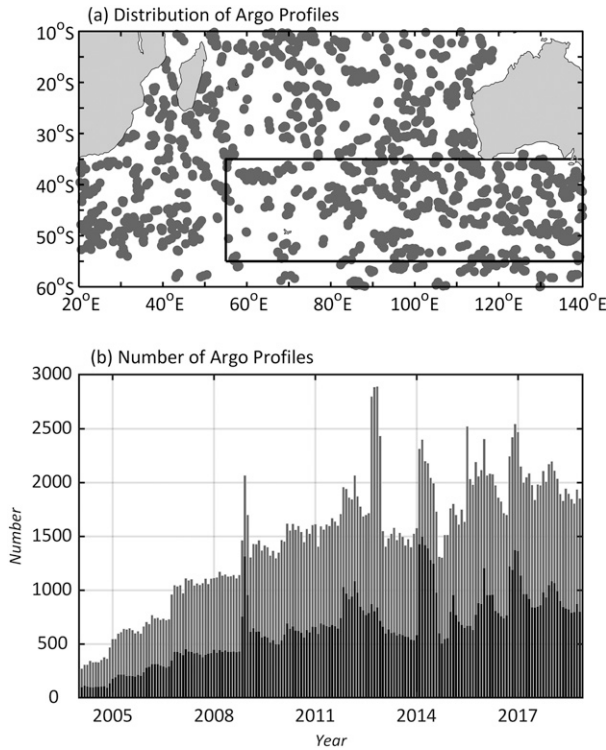 (a) Distribution of Argo Profiles
10°S
20°S
30°S
40°S
50°S
60°S
20°E 40°E 60°E 80°E 100°E 120°E 140°E
(b) Number of Argo Profiles
3000
2500
2000
1500
1000
500
0
Number
2005 2008 2011 2014 2017
Year